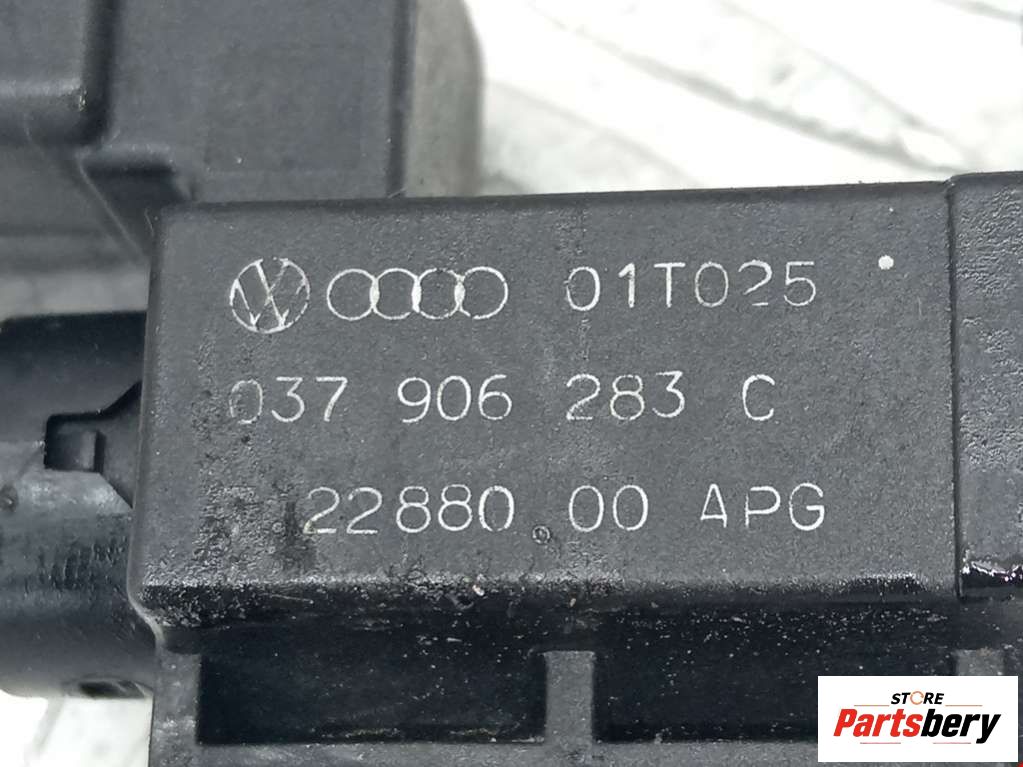 01T025
037 906 283 C
22880.00 APG
STORE
Partsbery